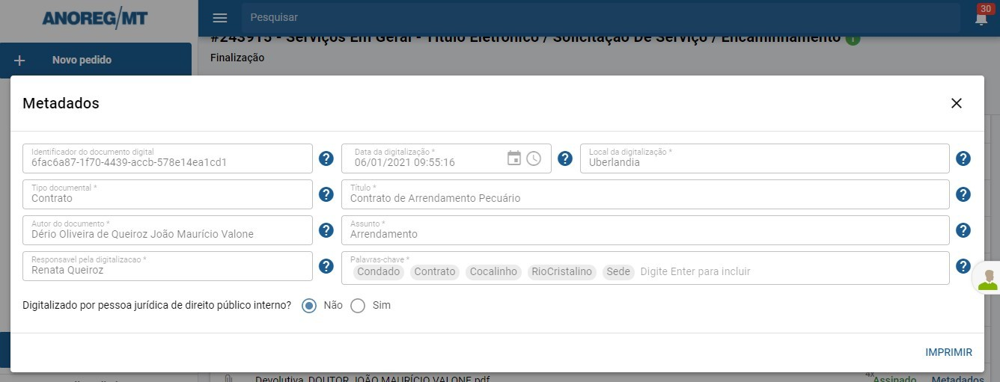 ANOREG/MT
Pesquisar
30
#243915 - Serviços Em Geral - Título Eletrônico / Solicitação De Serviço / Encaminhamento
Finalização
+ Novo pedido
Metadados
Identificador do documento digital
6fac6a87-1f70-4439-accb-578e14ea1cd1
Data da digitalização *
06/01/2021 09:55:16
Local da digitalização *
Uberlandia
Tipo documental *
Contrato
Título *
Contrato de Arrendamento Pecuário
Autor do documento *
Dério Oliveira de Queiroz João Maurício Valone
Assunto *
Arrendamento
Responsavel pela digitalizacao *
Renata Queiroz
Palavras-chave *
Condado Contrato Cocalinho RioCristalino Sede Digite Enter para incluir
Digitalizado por pessoa jurídica de direito público interno? Não Sim
IMPRIMIR
Devolutiva_DOUTOR JOÃO MAURÍCIO VALONE.pdf
4x
Assinado Metadados